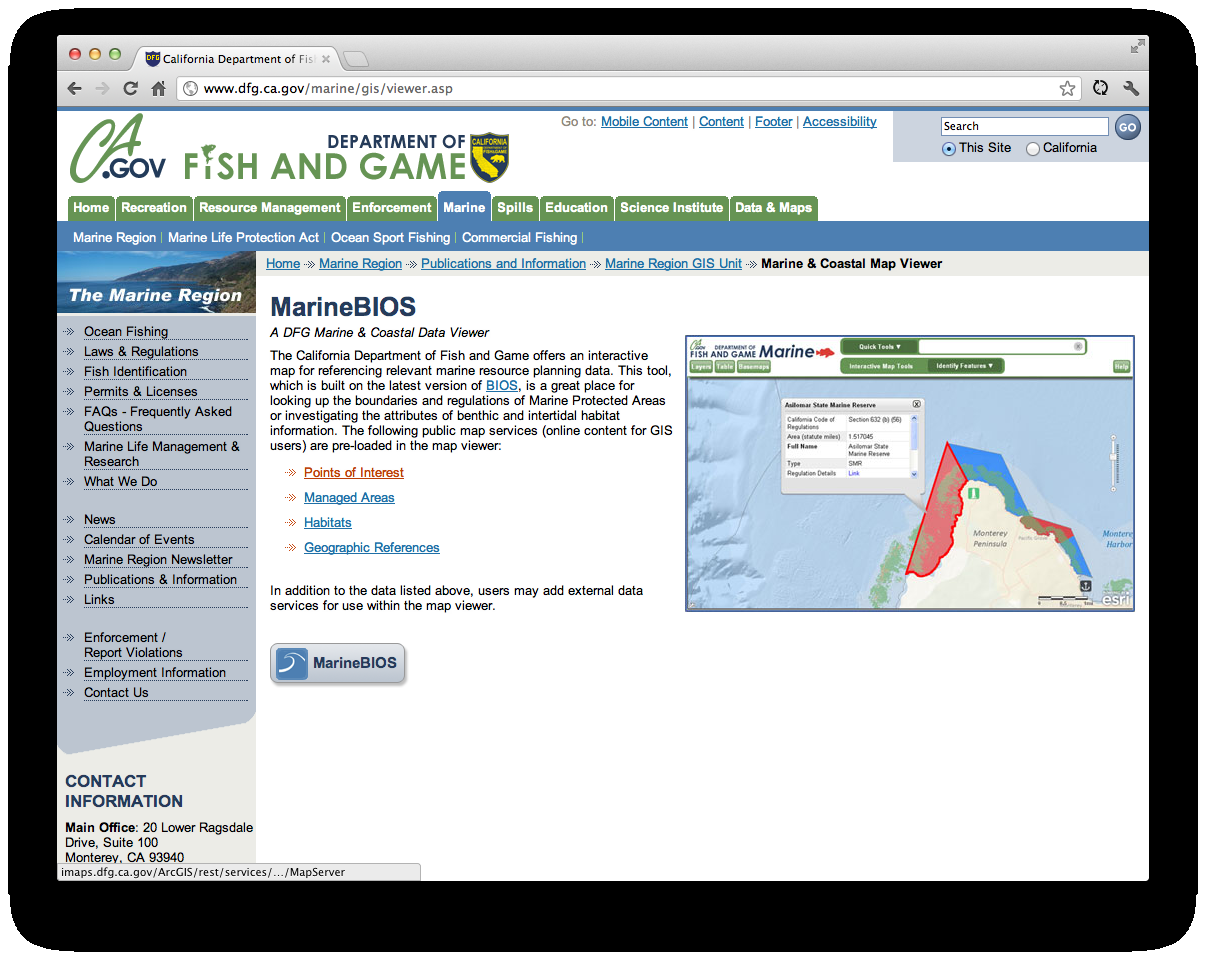 California Department of Fis
www.dfg.ca.gov/marine/gis/viewer.asp
Go to: Mobile Content | Content | Footer | Accessibility
Search
GO
This Site California
CA.GOV
DEPARTMENT OF
FISH AND GAME
CALIFORNIA
Home Recreation Resource Management Enforcement Marine Spills Education Science Institute Data & Maps
Marine Region | Marine Life Protection Act | Ocean Sport Fishing | Commercial Fishing |
The Marine Region
Ocean Fishing
Laws & Regulations
Fish Identification
Permits & Licenses
FAQs - Frequently Asked
Questions
Marine Life Management &
Research
What We Do
News
Calendar of Events
Marine Region Newsletter
Publications & Information
Links
Enforcement /
Report Violations
Employment Information
Contact Us
CONTACT
INFORMATION
Main Office: 20 Lower Ragsdale
Drive, Suite 100
Monterey, CA 93940
imaps.dfg.ca.gov/ArcGIS/rest/services/.../MapServer
Home Marine Region Publications and Information Marine Region GIS Unit Marine & Coastal Map Viewer
MarineBIOS
A DFG Marine & Coastal Data Viewer
The California Department of Fish and Game offers an interactive
map for referencing relevant marine resource planning data. This tool,
which is built on the latest version of BIOS, is a great place for
looking up the boundaries and regulations of Marine Protected Areas
or investigating the attributes of benthic and intertidal habitat
information. The following public map services (online content for GIS
users) are pre-loaded in the map viewer:
Points of Interest
Managed Areas
Habitats
Geographic References
In addition to the data listed above, users may add external data
services for use within the map viewer.
MarineBIOS
DEPARTMENT OF
FISH AND GAME Marine
Quick Tools ▼
Layers Table Basemaps
Interactive Map Tools Identify Features ▼
Help
Asilomar State Marine Reserve
California Code of Regulations Section 632 (b) (56)
Area (statute miles) 1.517045
Full Name Asilomar State Marine Reserve
Type SMR
Regulation Details Link
Monterey
Peninsula
Pacific Grove
Monterey
Harbor
esri